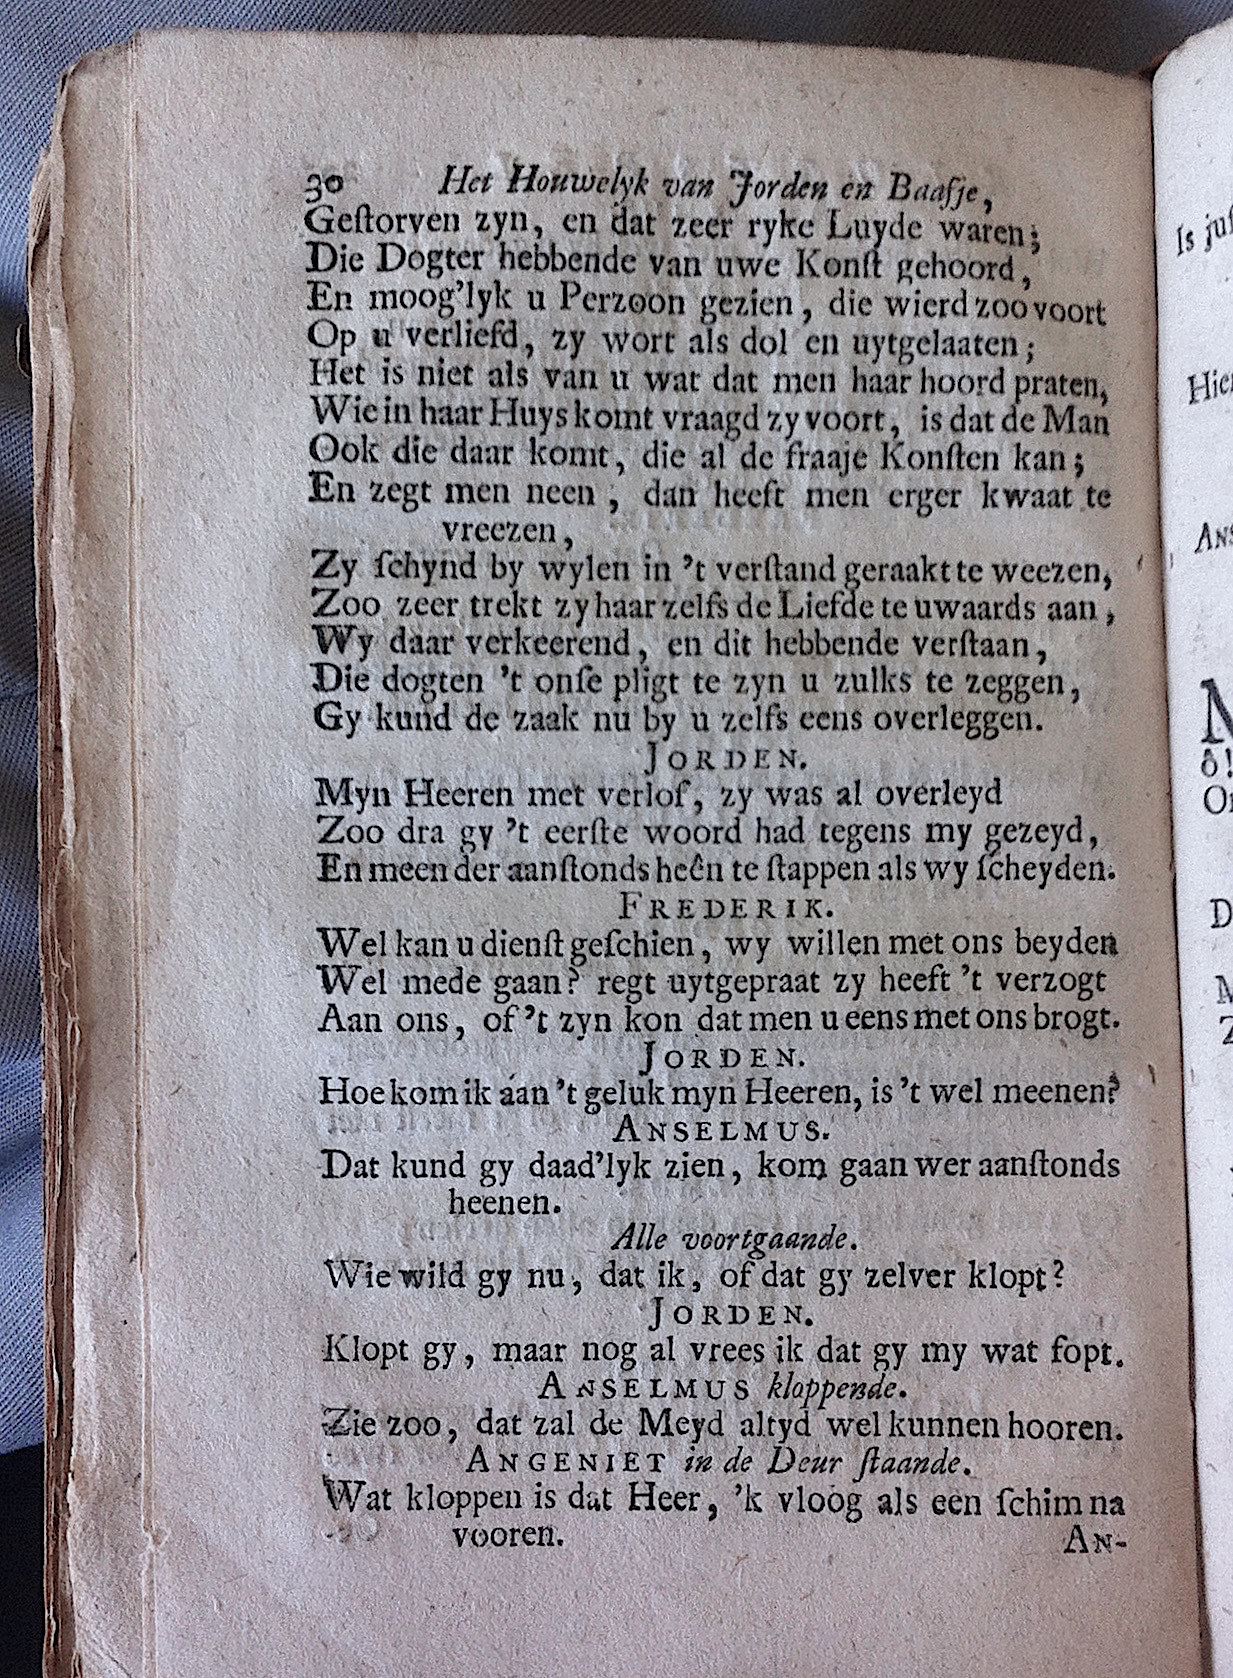 30 Het Houwelyk van Jorden en Baasje,
Geſtorven zyn, en dat zeer ryke Luyde waren;
Die Dogter hebbende van uwe Konſt gehoord,
En moog'lyk u Perzoon gezien, die wierd zoo voort
Op u verliefd, zy wort als dol en uytgelaaten;
Het is niet als van u wat dat men haar hoord praten,
Wie in haar Huys komt vraagd zy voort, is dat de Man
Ook die daar komt, die al de fraaje Konſten kan;
En zegt men neen, dan heeft men erger kwaat te
vreezen,
Zy ſchynd by wylen in 't verſtand geraakt te weezen,
Zoo zeer trekt zy haar zelfs de Liefde te uwaards aan,
Wy daar verkeerend, en dit hebbende verſtaan,
Die dogten 't onſe pligt te zyn u zulks te zeggen,
Gy kund de zaak nu by u zelfs eens overleggen.
JORDEN.
Myn Heeren met verlof, zy was al overleyd
Zoo dra gy 't eerſte woord had tegens my gezeyd,
En meen der aanſtonds heên te ſtappen als wy ſcheyden.
FREDERIK.
Wel kan u dienſt geſchien, wy willen met ons beyden
Wel mede gaan? regt uytgepraat zy heeft 't verzogt
Aan ons, of 't zyn kon dat men u eens met ons brogt.
JORDEN.
Hoe kom ik áan 't geluk myn Heeren, is 't wel meenen?
ANSELMUS.
Dat kund gy daad'lyk zien, kom gaan wer aanſtonds
heenen.
Alle voortgaande.
Wie wild gy nu, dat ik, of dat gy zelver klopt?
JORDEN.
Klopt gy, maar nog al vrees ik dat gy my wat fopt.
ANSELMUS kloppende.
Zie zoo, dat zal de Meyd altyd wel kunnen hooren.
ANGENIET in de Deur ſtaande.
Wat kloppen is dat Heer, 'k vloog als een ſchim na
vooren.
AN-
Is juſ
Hier
ANS
ô!
D